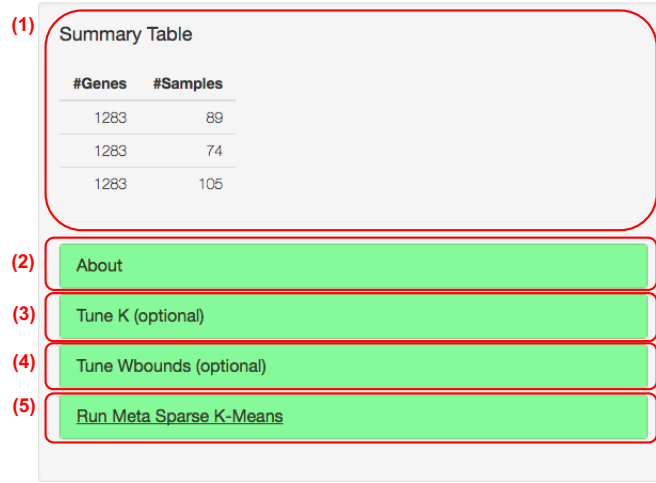 (1)
Summary Table
#Genes #Samples
1283 89
1283 74
1283 105
(2) About
(3) Tune K (optional)
(4) Tune Wbounds (optional)
(5) Run Meta Sparse K-Means